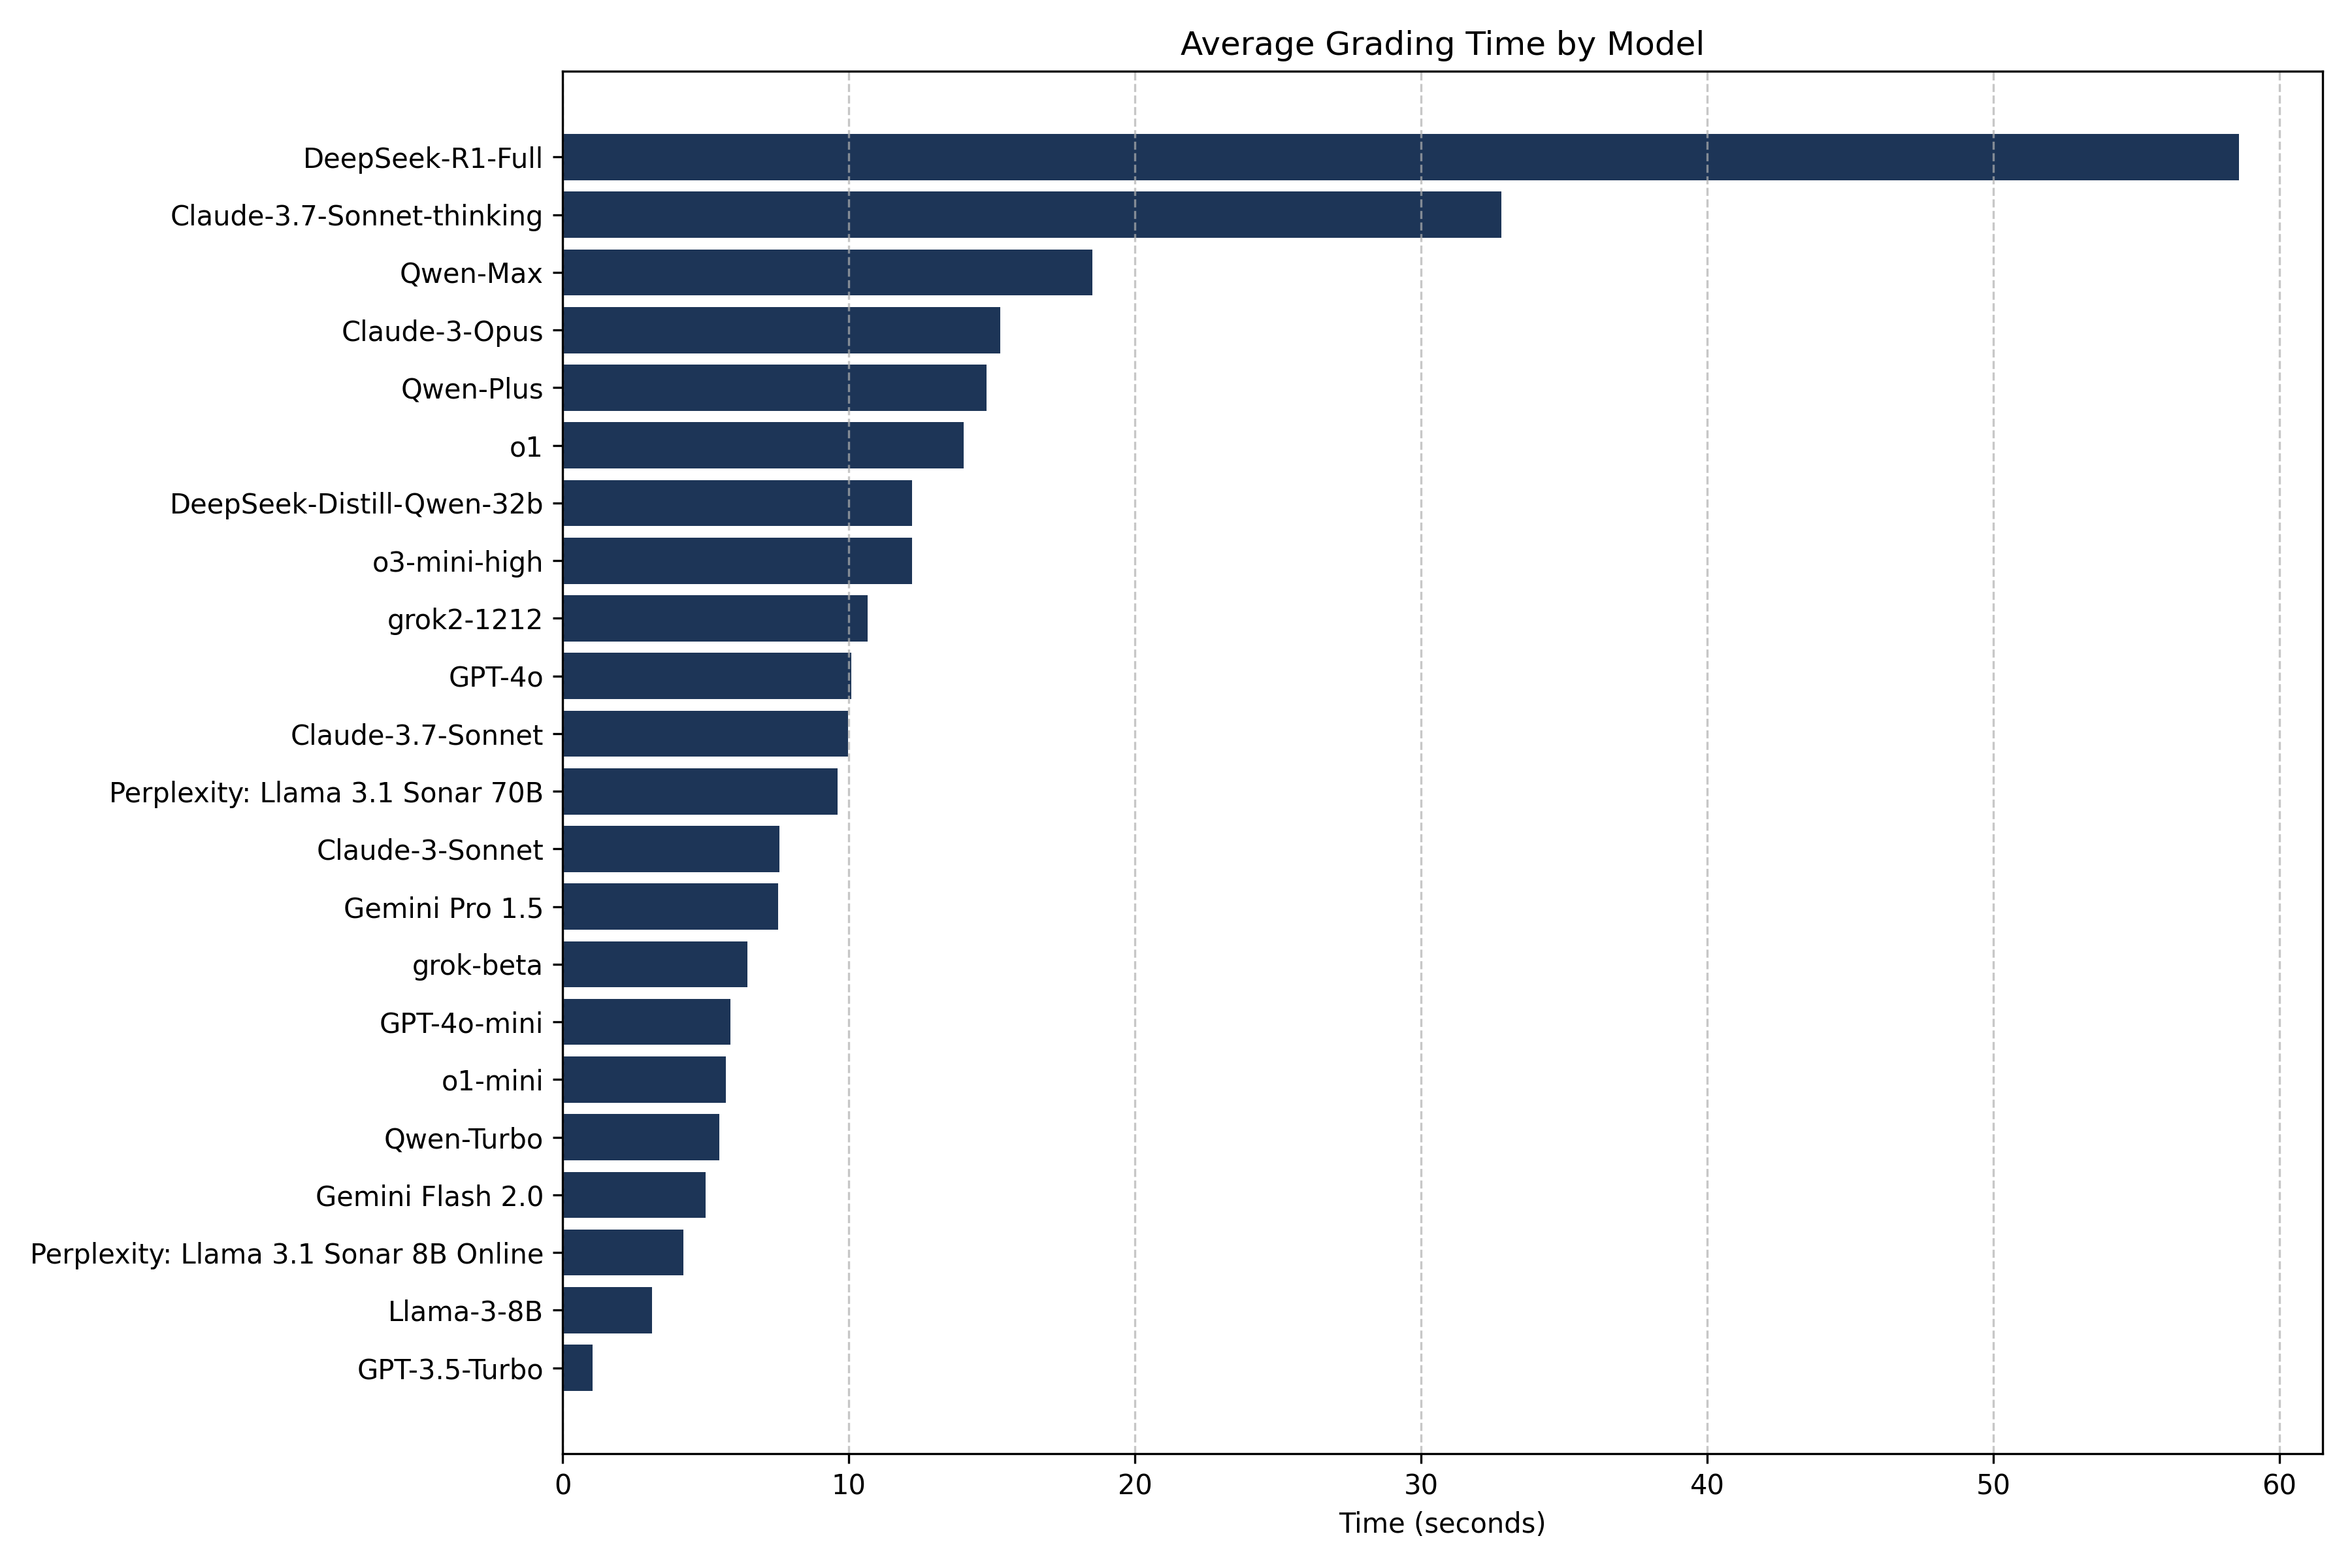 Average Grading Time by Model
DeepSeek-R1-Full
Claude-3.7-Sonnet-thinking
Qwen-Max
Claude-3-Opus
Qwen-Plus
o1
DeepSeek-Distill-Qwen-32b
o3-mini-high
grok2-1212
GPT-4o
Claude-3.7-Sonnet
Perplexity: Llama 3.1 Sonar 70B
Claude-3-Sonnet
Gemini Pro 1.5
grok-beta
GPT-4o-mini
o1-mini
Qwen-Turbo
Gemini Flash 2.0
Perplexity: Llama 3.1 Sonar 8B Online
Llama-3-8B
GPT-3.5-Turbo
0 10 20 30 40 50 60
Time (seconds)